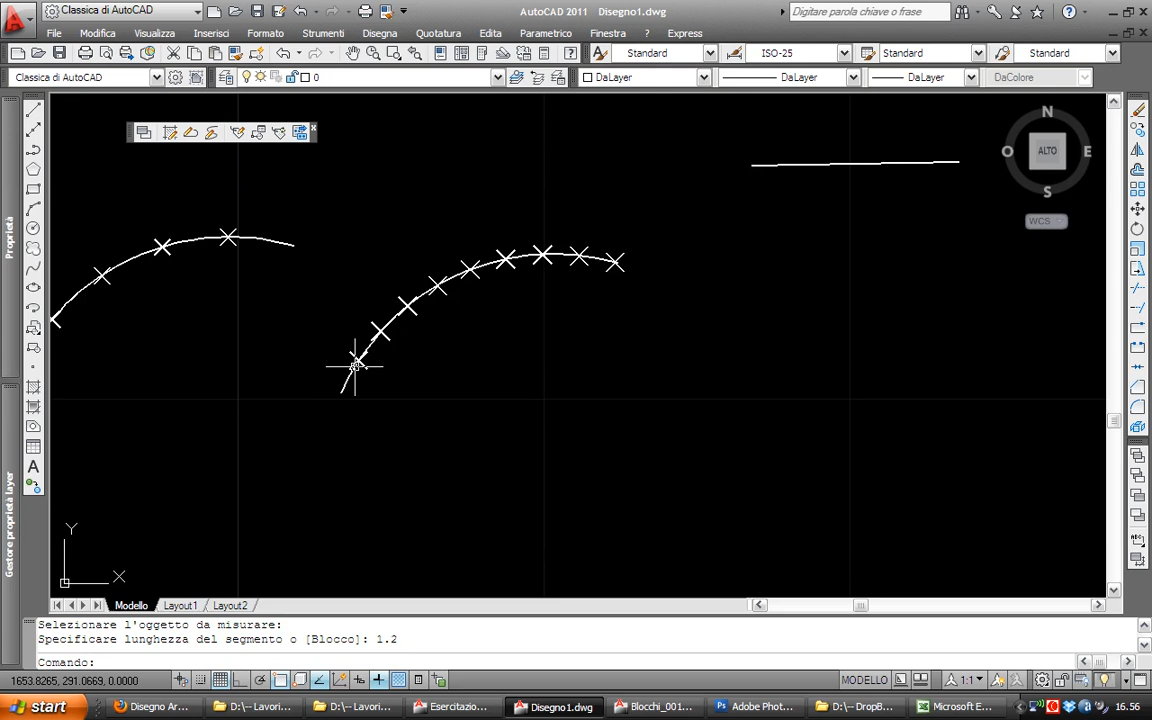 Classica di AutoCAD
AutoCAD 2011 Disegno1.dwg
Digitare parola chiave o frase
File Modifica Visualizza Inserisci Formato Strumenti Disegna Quotatura Edita Parametrico Finestra ? Express
Standard ISO-25 Standard Standard
Classica di AutoCAD 0 DaLayer DaLayer DaLayer DaColore
N
O ALTO E
S
WCS
Proprietà
Gestore proprietà layer
A
Y
X
Modello Layout1 Layout2
Selezionare l'oggetto da misurare:
Specificare lunghezza del segmento o [Blocco]: 1.2
Comando:
1653.8265, 291.0669, 0.0000 MODELLO 1:1
start Disegno Ar... D:\-- Lavori... D:\-- Lavori... Esercitazio... Disegno1.dwg Blocchi_001... Adobe Phot... D:\-- DropB... Microsoft E... 16.56